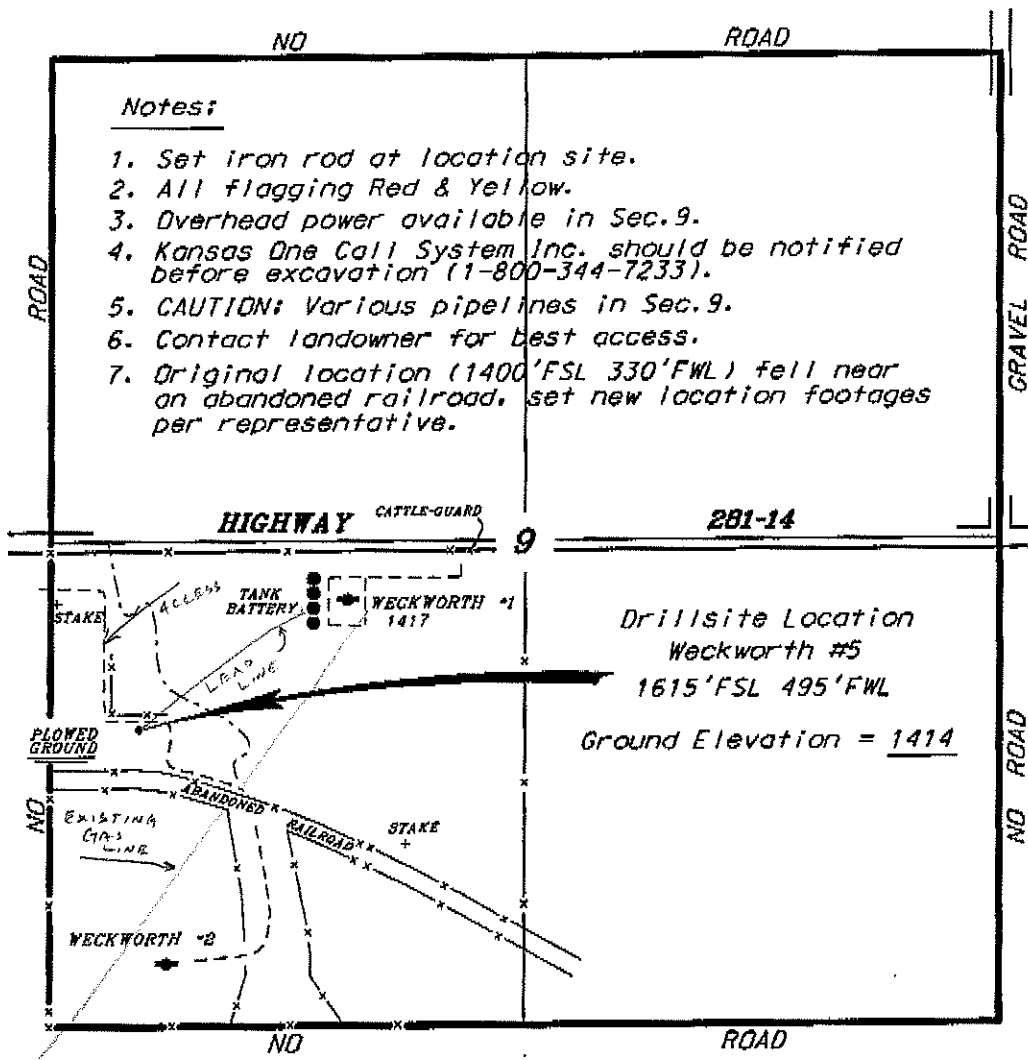 NO ROAD
Notes:
1. Set iron rod at location site.
2. All flagging Red & Yellow.
3. Overhead power available in Sec.9.
4. Kansas One Call System Inc. should be notified
before excavation (1-800-344-7233).
5. CAUTION: Various pipelines in Sec.9.
6. Contact landowner for best access.
7. Original location (1400'FSL 330'FWL) fell near
an abandoned railroad, set new location footages
per representative.
ROAD
GRAVEL ROAD
HIGHWAY
CATTLE-GUARD
9
281-14
STAKE
ACCESS
TANK
BATTERY
WECKWORTH #1
1417
LEAD
LINE
Drillsite Location
Weckworth #5
1615'FSL 495'FWL
Ground Elevation = 1414
PLOWED
GROUND
NO
NO ROAD
ABANDONED
RAILROAD
STAKE
EXISTING
GAS
LINE
WECKWORTH #2
NO ROAD